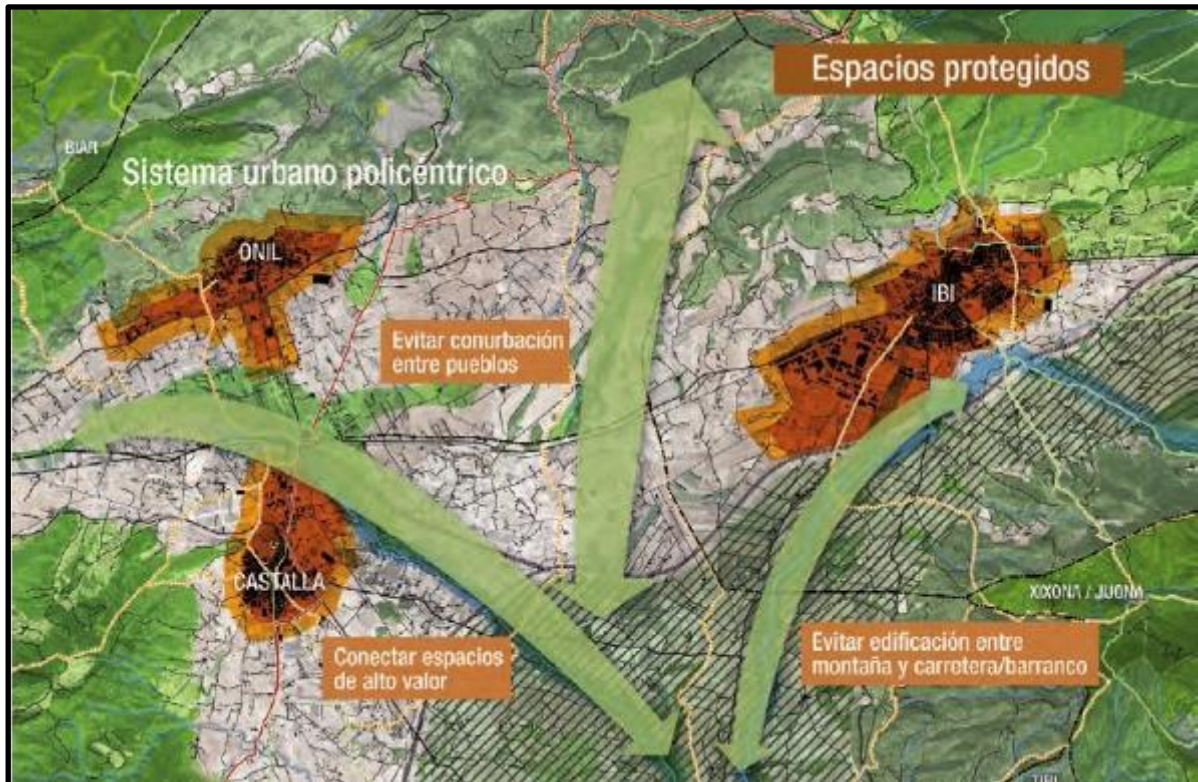 Espacios protegidos
BIAR
Sistema urbano policéntrico
ONIL
IBI
Evitar conurbación
entre pueblos
CASTALLA
XIXONA / JIJONA
Conectar espacios
de alto valor
Evitar edificación entre
montaña y carretera/barranco